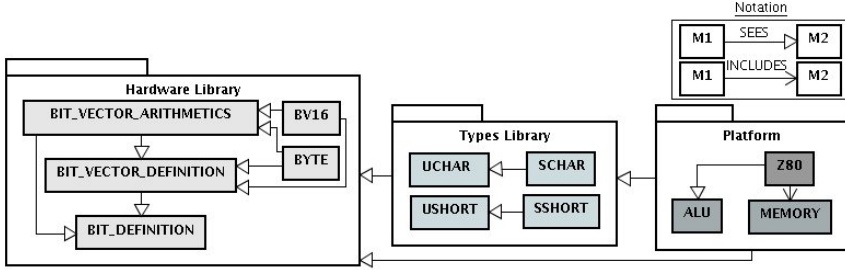 Notation
M1 SEES M2
M1 INCLUDES M2
Hardware Library
BIT_VECTOR_ARITHMETICS
BV16
BYTE
BIT_VECTOR_DEFINITION
BIT_DEFINITION
Types Library
UCHAR
SCHAR
USHORT
SSHORT
Platform
Z80
ALU
MEMORY